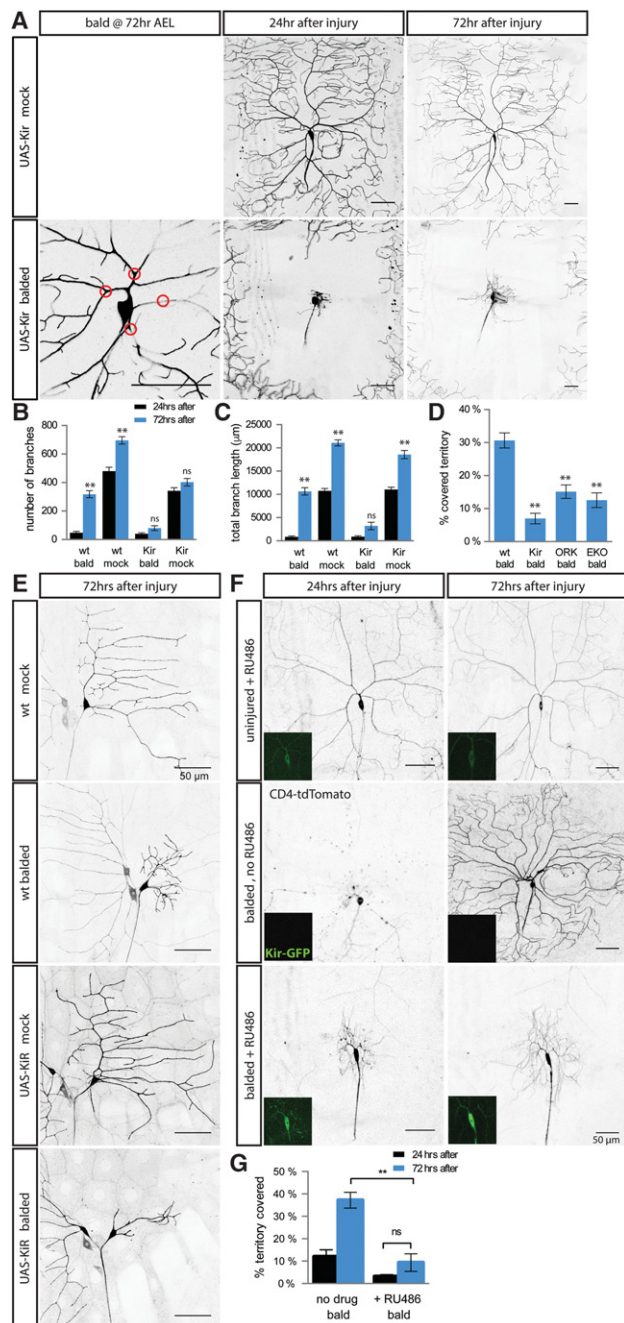 A
bald @ 72hr AEL
24hr after injury
72hr after injury
UAS-Kir mock
UAS-Kir balded
B
24hrs after
72hrs after
number of branches
800
600
400
200
0
**
**
ns
ns
wt bald
wt mock
Kir bald
Kir mock
C
total branch length (µm)
25000
20000
15000
10000
5000
0
**
**
ns
**
wt bald
wt mock
Kir bald
Kir mock
D
% covered territory
40%
30%
20%
10%
0%
**
**
**
wt bald
Kir bald
ORK bald
EKO bald
E
72hrs after injury
wt mock
50 µm
wt balded
UAS-KiR mock
UAS-KiR balded
F
24hrs after injury
72hrs after injury
uninjured + RU486
balded, no RU486
CD4-tdTomato
Kir-GFP
balded + RU486
50 µm
G
24 hrs after
72 hrs after
% territory covered
50 %
40 %
30 %
20 %
10 %
0 %
**
ns
no drug bald
+ RU486 bald